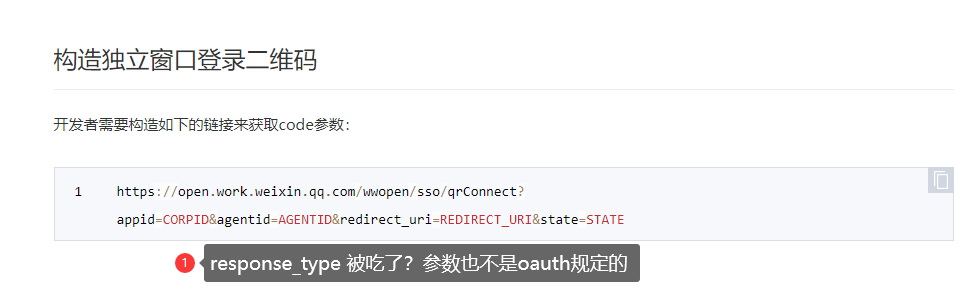 构造独立窗口登录二维码
开发者需要构造如下的链接来获取code参数：
1 https://open.work.weixin.qq.com/wwopen/sso/qrConnect?
appid=CORPID&agentid=AGENTID&redirect_uri=REDIRECT_URI&state=STATE
1 response_type 被吃了？参数也不是oauth规定的